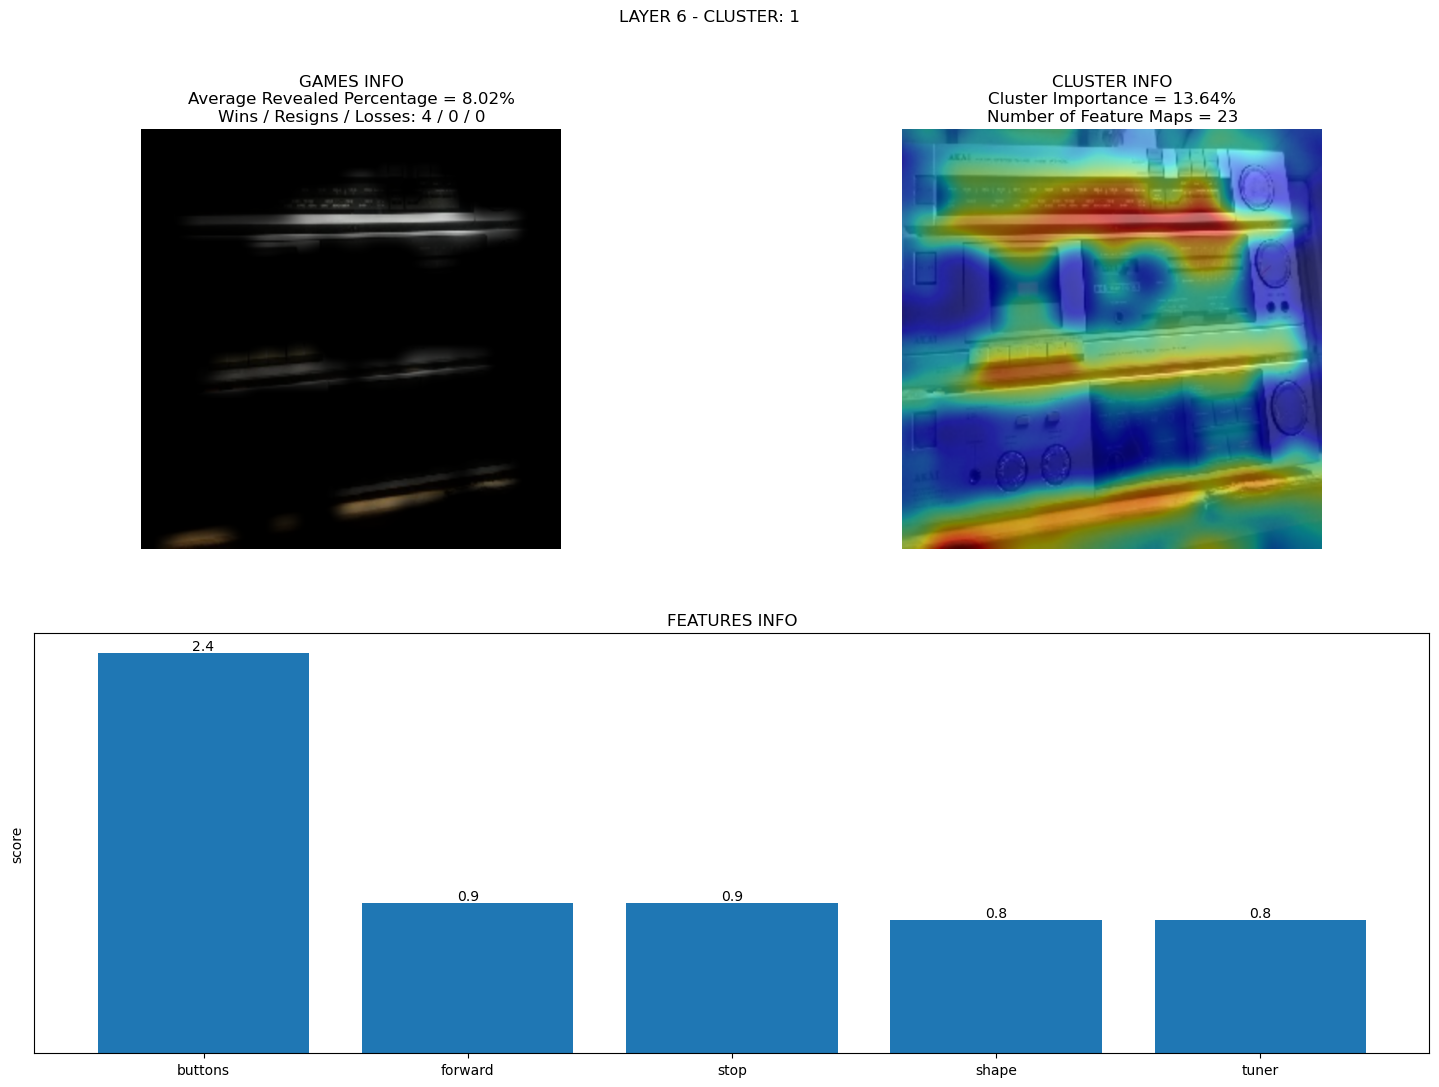 LAYER 6 - CLUSTER: 1
GAMES INFO
Average Revealed Percentage = 8.02%
Wins / Resigns / Losses: 4 / 0 / 0
CLUSTER INFO
Cluster Importance = 13.64%
Number of Feature Maps = 23
AKAI
FEATURES INFO
score
2.4
0.9
0.9
0.8
0.8
buttons
forward
stop
shape
tuner